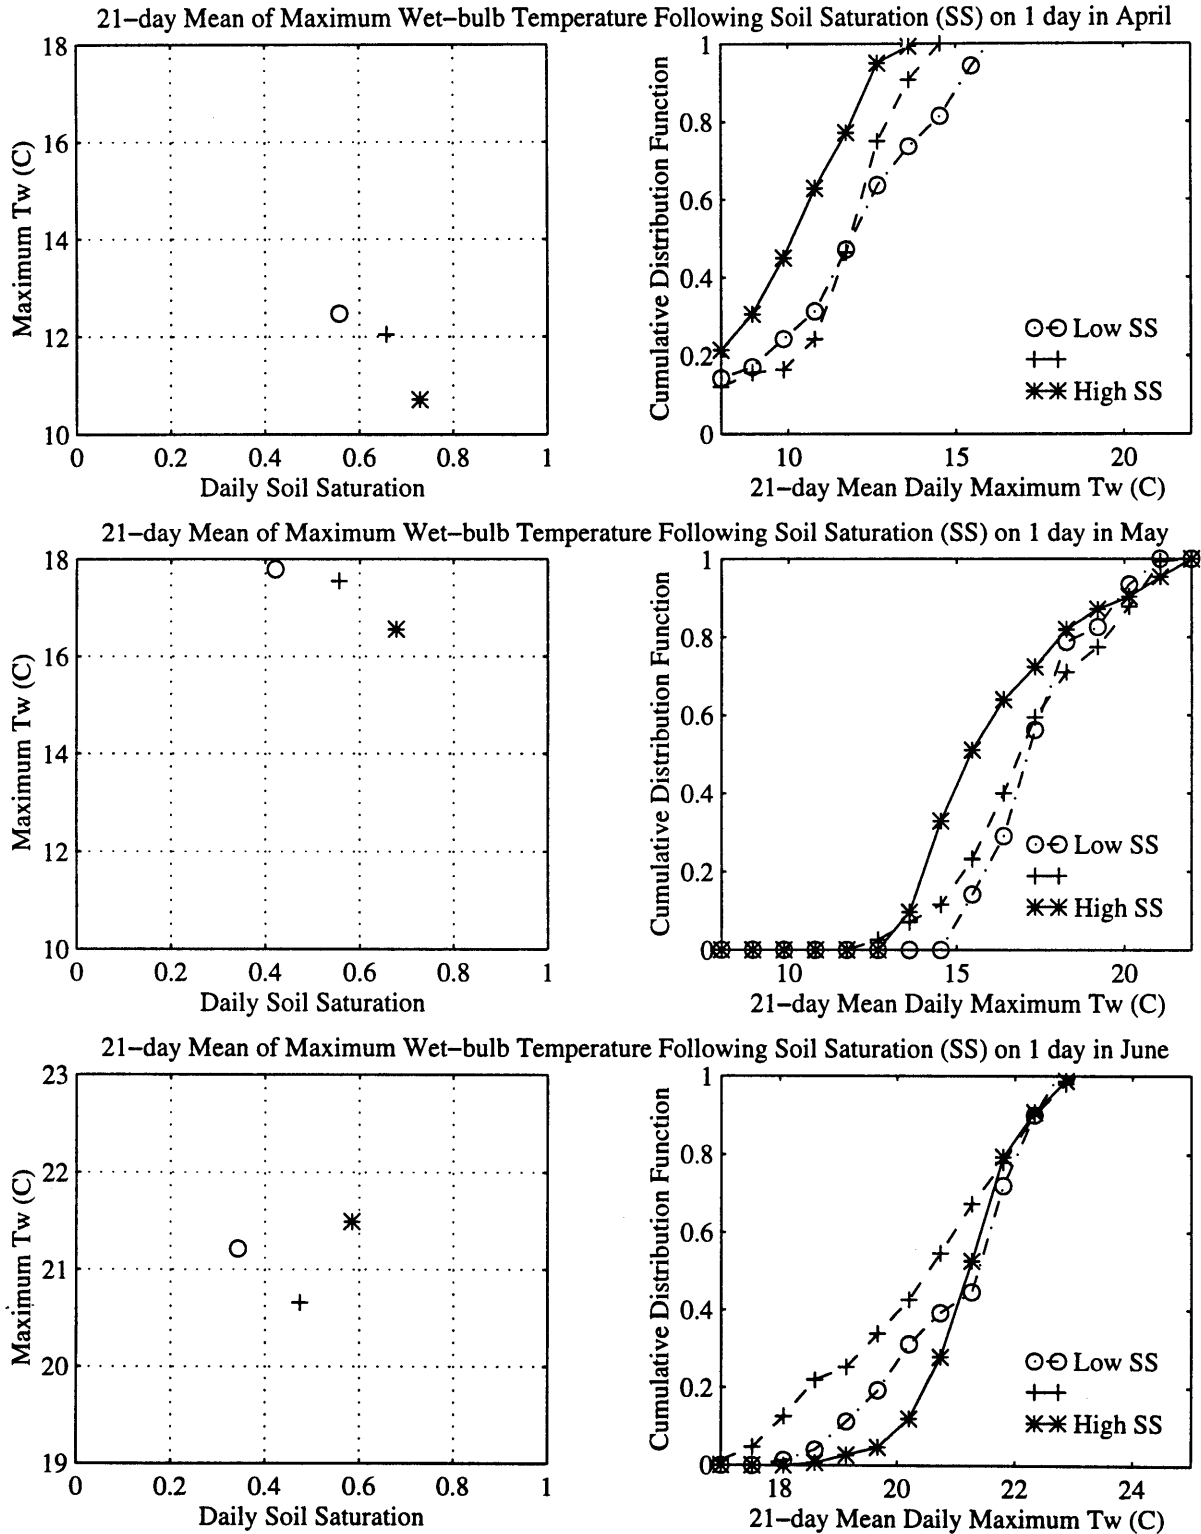 21−day Mean of Maximum Wet−bulb Temperature Following Soil Saturation (SS) on 1 day in April
18
16
14
12
10
Maximum Tw (C)
0 0.2 0.4 0.6 0.8 1
Daily Soil Saturation
1
0.8
0.6
0.4
0.2
0
Cumulative Distribution Function
Low SS
High SS
10 15 20
21−day Mean Daily Maximum Tw (C)
21−day Mean of Maximum Wet−bulb Temperature Following Soil Saturation (SS) on 1 day in May
18
16
14
12
10
Maximum Tw (C)
0 0.2 0.4 0.6 0.8 1
Daily Soil Saturation
1
0.8
0.6
0.4
0.2
0
Cumulative Distribution Function
Low SS
High SS
10 15 20
21−day Mean Daily Maximum Tw (C)
21−day Mean of Maximum Wet−bulb Temperature Following Soil Saturation (SS) on 1 day in June
23
22
21
20
19
Maximum Tw (C)
0 0.2 0.4 0.6 0.8 1
Daily Soil Saturation
1
0.8
0.6
0.4
0.2
0
Cumulative Distribution Function
Low SS
High SS
18 20 22 24
21−day Mean Daily Maximum Tw (C)